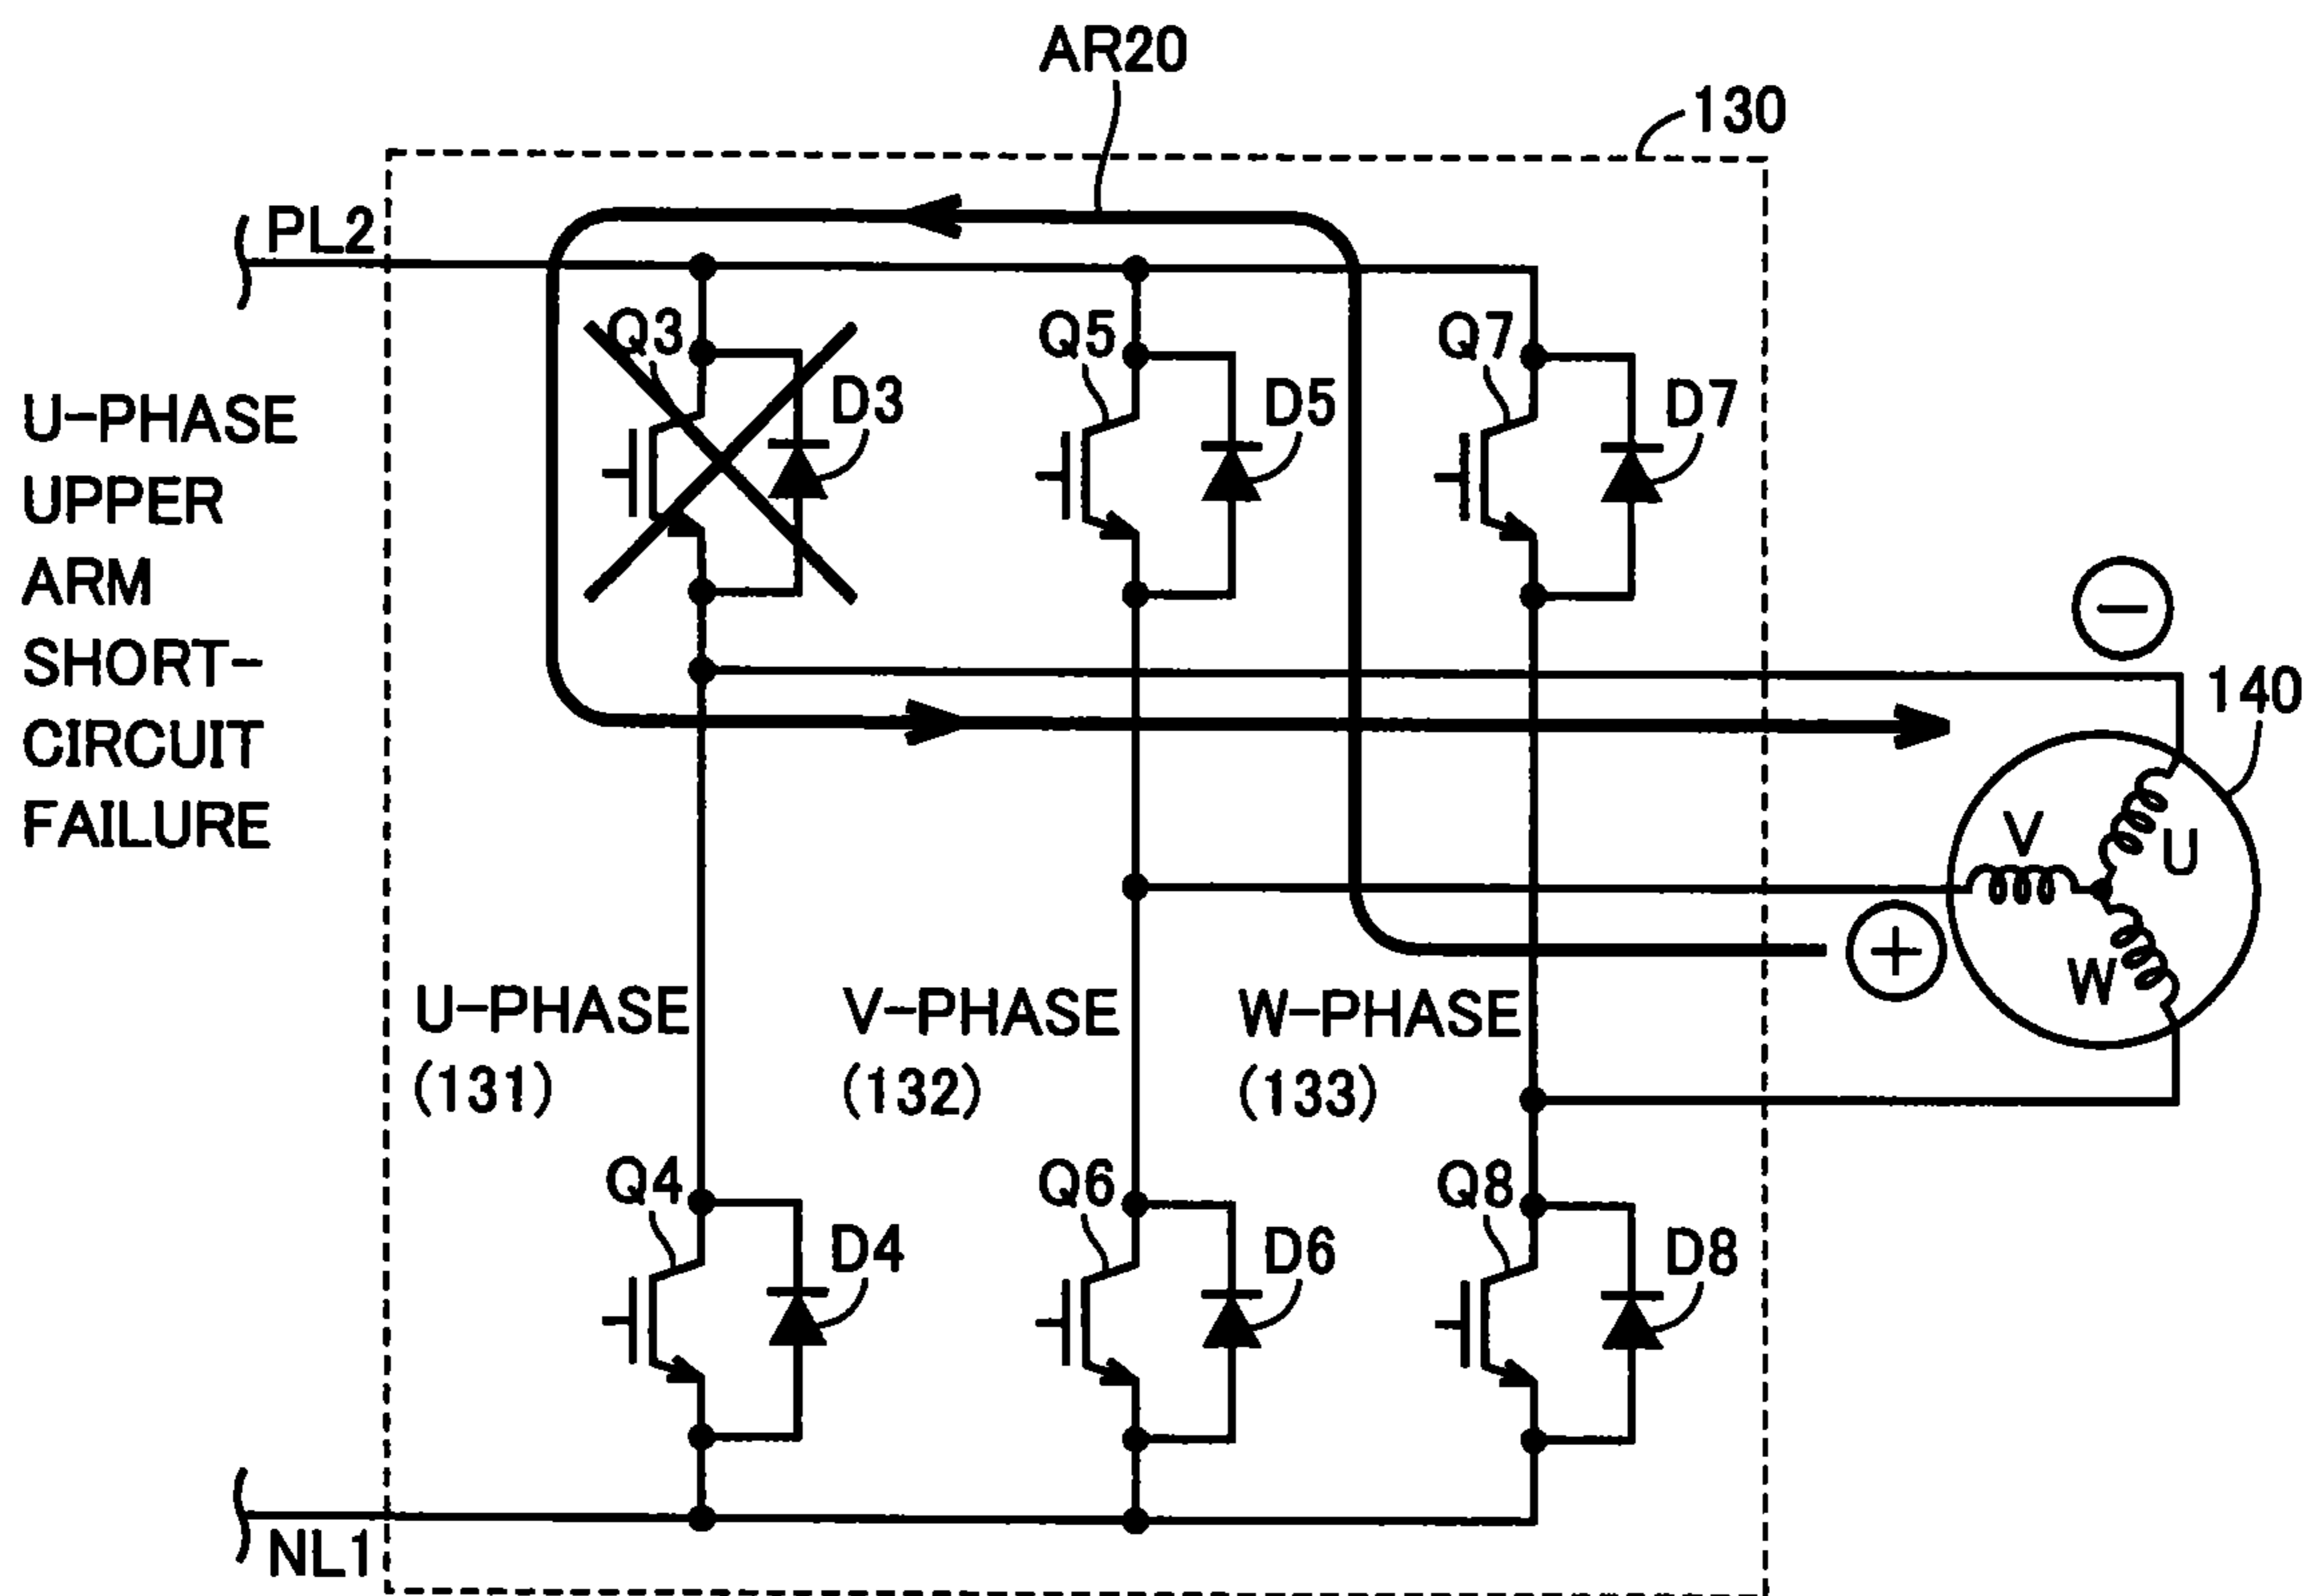 AR20
130
PL2
Q3
Q5
Q7
D3
D5
D7
U-PHASE
UPPER
ARM
SHORT-
CIRCUIT
FAILURE
−
140
V
U
W
+
U-PHASE
(131)
V-PHASE
(132)
W-PHASE
(133)
Q4
Q6
Q8
D4
D6
D8
NL1